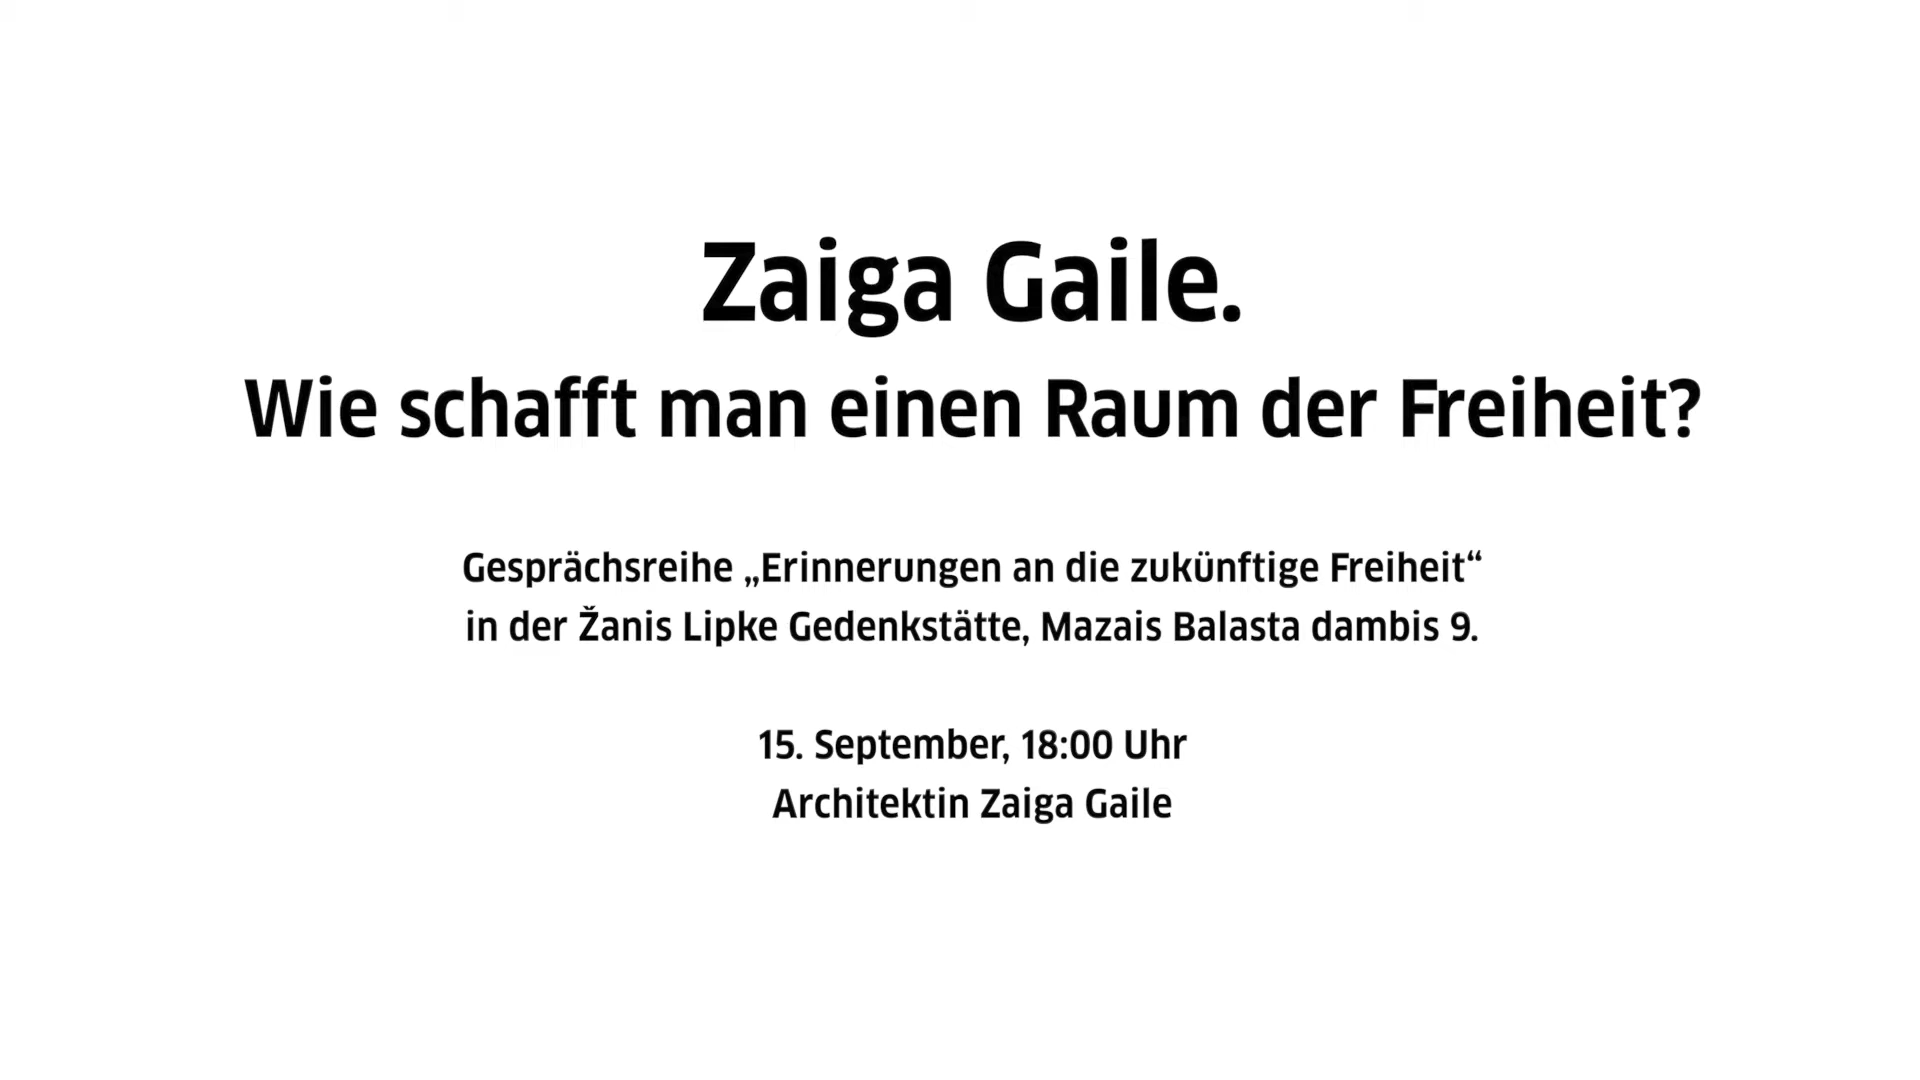 Zaiga Gaile.
Wie schafft man einen Raum der Freiheit?
Gesprächsreihe „Erinnerungen an die zukünftige Freiheit“
in der Žanis Lipke Gedenkstätte, Mazais Balasta dambis 9.
15. September, 18:00 Uhr
Architektin Zaiga Gaile